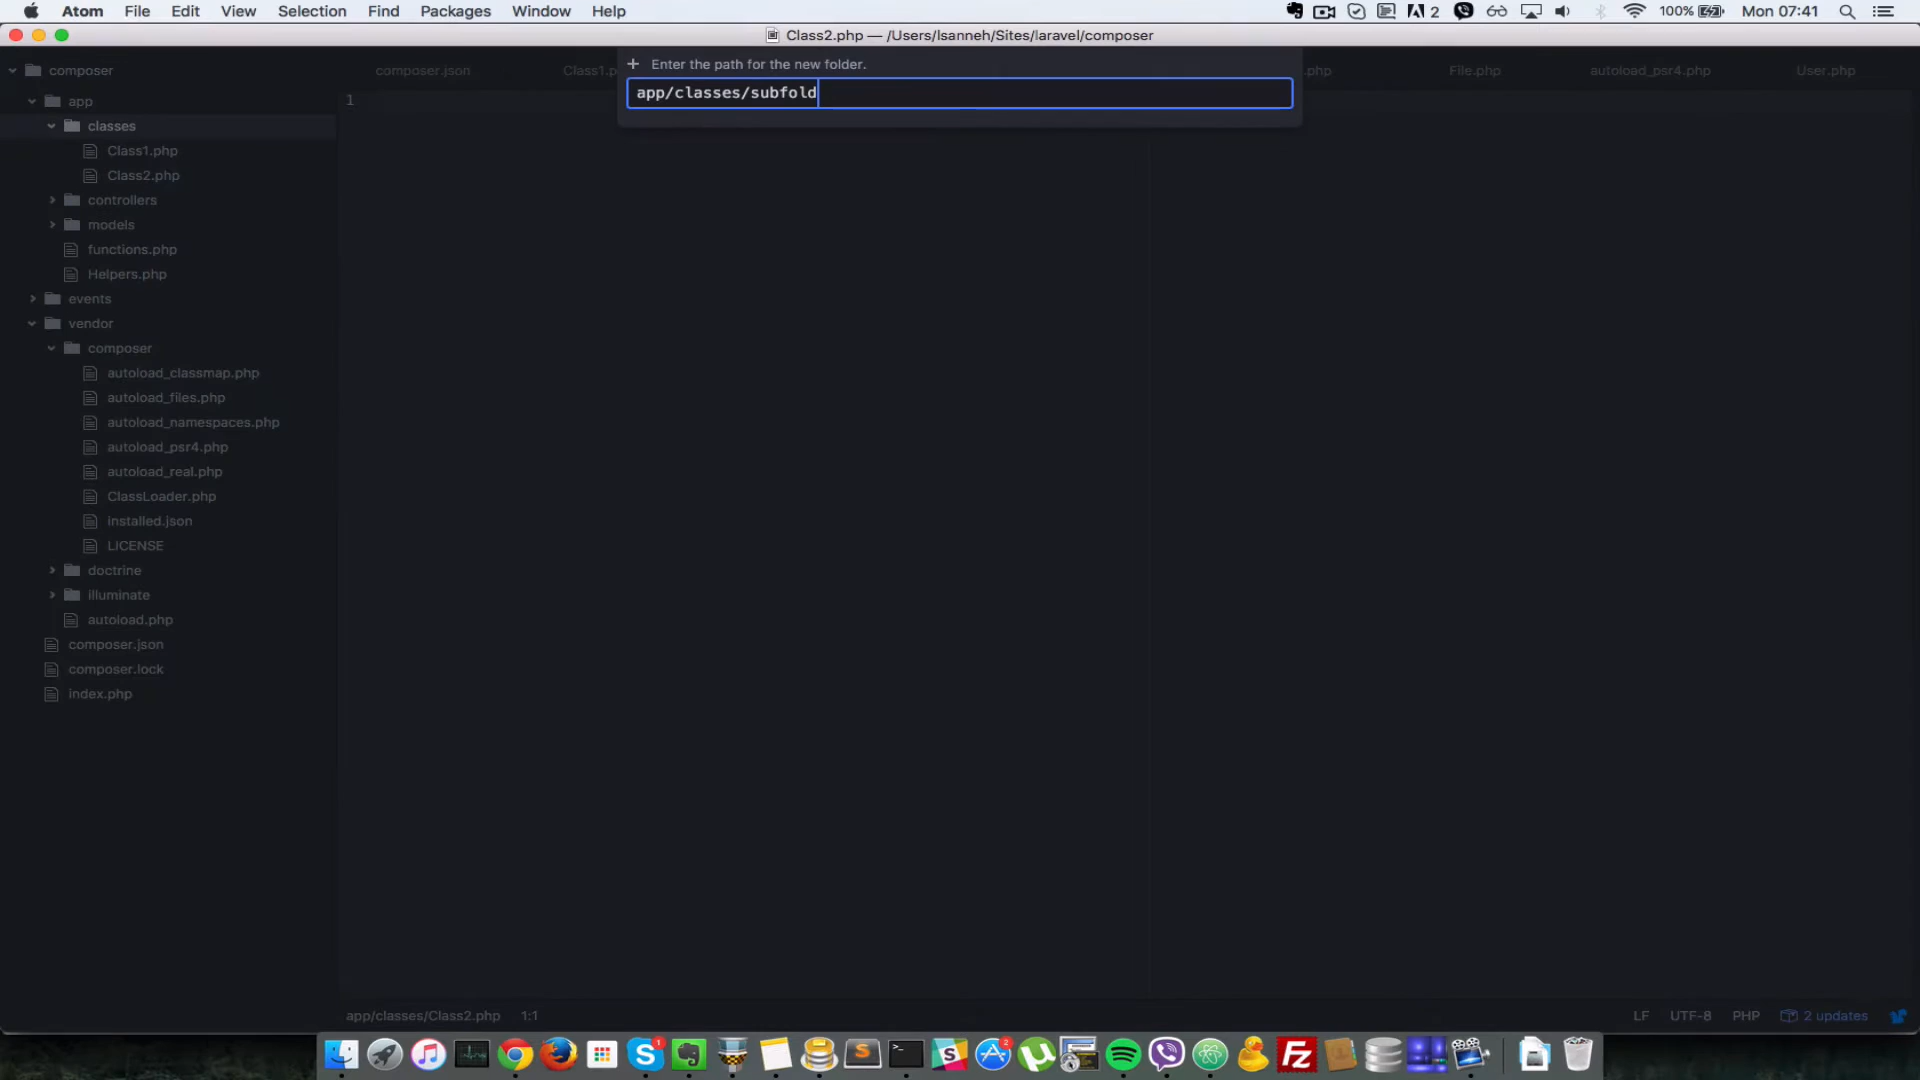 Atom File Edit View Selection Find Packages Window Help
2 100% Mon 07:41
Class2.php — /Users/lsanneh/Sites/laravel/composer
Enter the path for the new folder.
composer.json Class1.p .php File.php autoload_psr4.php User.php
app/classes/subfold
1
composer
app
classes
Class1.php
Class2.php
controllers
models
functions.php
Helpers.php
events
vendor
composer
autoload_classmap.php
autoload_files.php
autoload_namespaces.php
autoload_psr4.php
autoload_real.php
ClassLoader.php
installed.json
LICENSE
doctrine
illuminate
autoload.php
composer.json
composer.lock
index.php
app/classes/Class2.php 1:1
LF UTF-8 PHP 2 updates